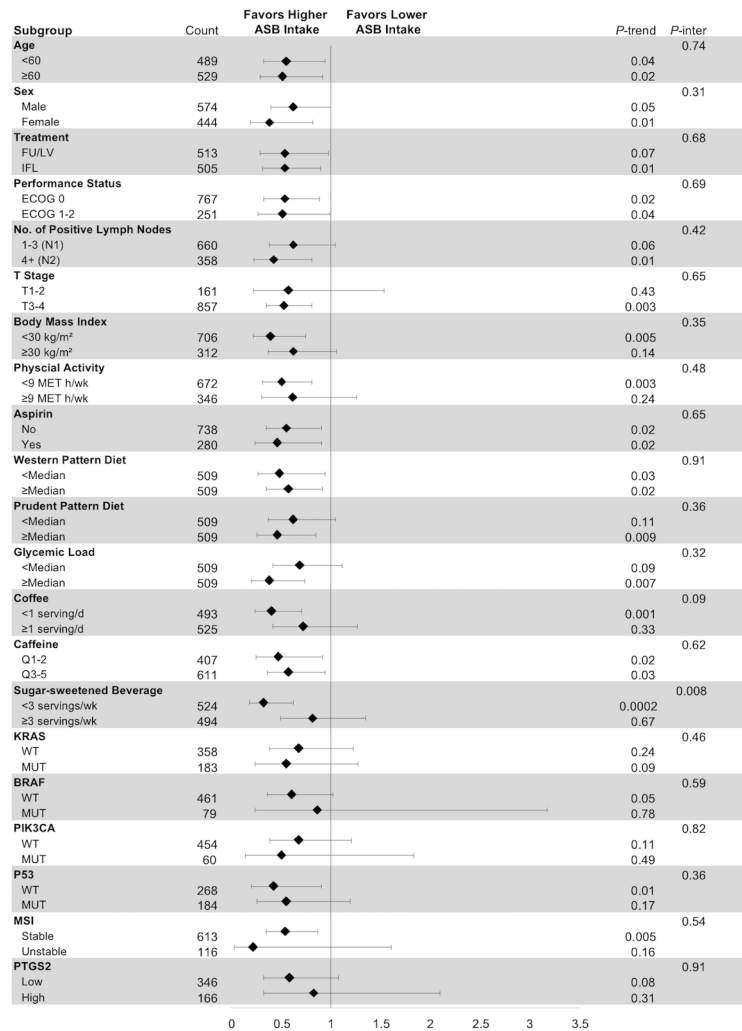 Favors Higher Favors Lower
Subgroup Count ASB Intake ASB Intake P-trend P-inter
Age 0.74
<60 489 0.04
≥60 529 0.02
Sex 0.31
Male 574 0.05
Female 444 0.01
Treatment 0.68
FU/LV 513 0.07
IFL 505 0.01
Performance Status 0.69
ECOG 0 767 0.02
ECOG 1-2 251 0.04
No. of Positive Lymph Nodes 0.42
1-3 (N1) 660 0.06
4+ (N2) 358 0.01
T Stage 0.65
T1-2 161 0.43
T3-4 857 0.003
Body Mass Index 0.35
<30 kg/m² 706 0.005
≥30 kg/m² 312 0.14
Physcial Activity 0.48
<9 MET h/wk 672 0.003
≥9 MET h/wk 346 0.24
Aspirin 0.65
No 738 0.02
Yes 280 0.02
Western Pattern Diet 0.91
<Median 509 0.03
≥Median 509 0.02
Prudent Pattern Diet 0.36
<Median 509 0.11
≥Median 509 0.009
Glycemic Load 0.32
<Median 509 0.09
≥Median 509 0.007
Coffee 0.09
<1 serving/d 493 0.001
≥1 serving/d 525 0.33
Caffeine 0.62
Q1-2 407 0.02
Q3-5 611 0.03
Sugar-sweetened Beverage 0.008
<3 servings/wk 524 0.0002
≥3 servings/wk 494 0.67
KRAS 0.46
WT 358 0.24
MUT 183 0.09
BRAF 0.59
WT 461 0.05
MUT 79 0.78
PIK3CA 0.82
WT 454 0.11
MUT 60 0.49
P53 0.36
WT 268 0.01
MUT 184 0.17
MSI 0.54
Stable 613 0.005
Unstable 116 0.16
PTGS2 0.91
Low 346 0.08
High 166 0.31
0 0.5 1 1.5 2 2.5 3 3.5